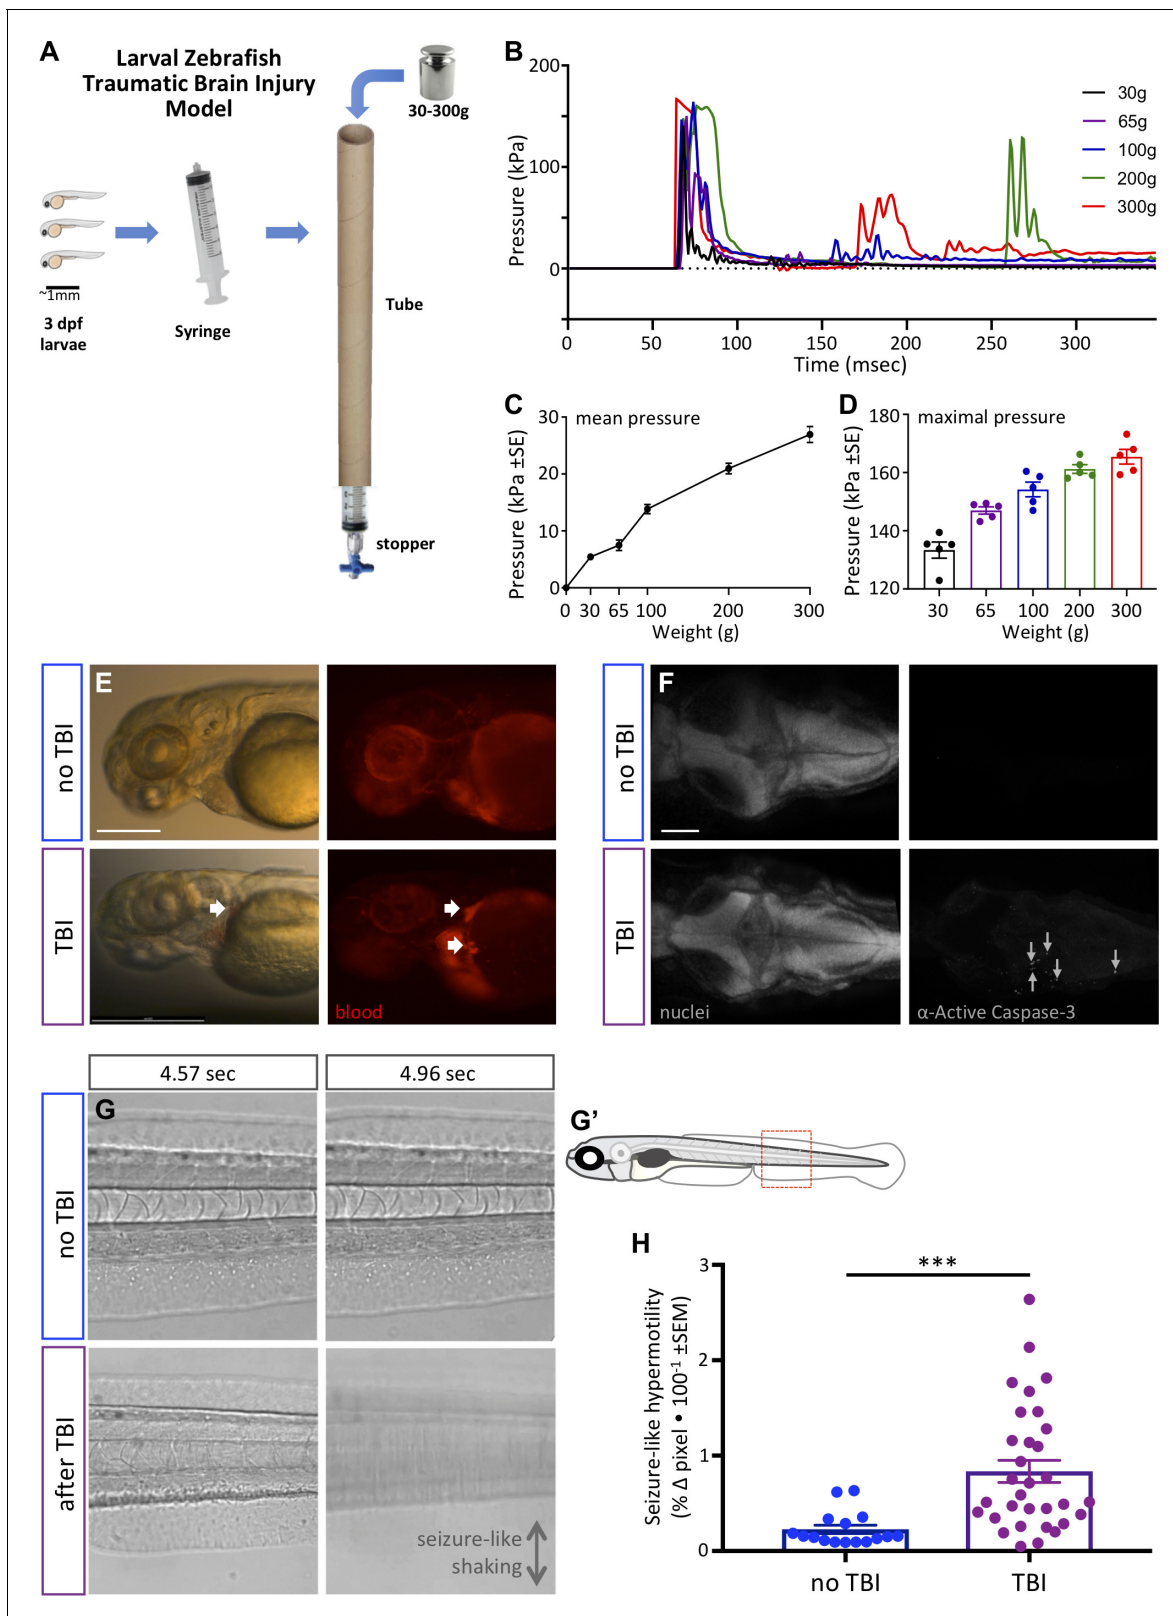 A
Larval Zebrafish
Traumatic Brain Injury
Model
30-300g
~1mm
3 dpf
larvae
Syringe
Tube
stopper
B
Pressure (kPa)
200
100
0
0
50
100
150
200
250
300
Time (msec)
30g
65g
100g
200g
300g
C
mean pressure
Pressure (kPa ±SE)
30
20
10
0
0
30
65
100
200
300
Weight (g)
D
maximal pressure
Pressure (kPa ±SE)
180
160
140
120
30
65
100
200
300
Weight (g)
E
no TBI
TBI
blood
F
no TBI
TBI
nuclei
α-Active Caspase-3
4.57 sec
4.96 sec
G
no TBI
after TBI
seizure-like
shaking
G’
H
Seizure-like hypermotility
(% Δ pixel • 100⁻¹ ±SEM)
3
2
1
0
***
no TBI
TBI